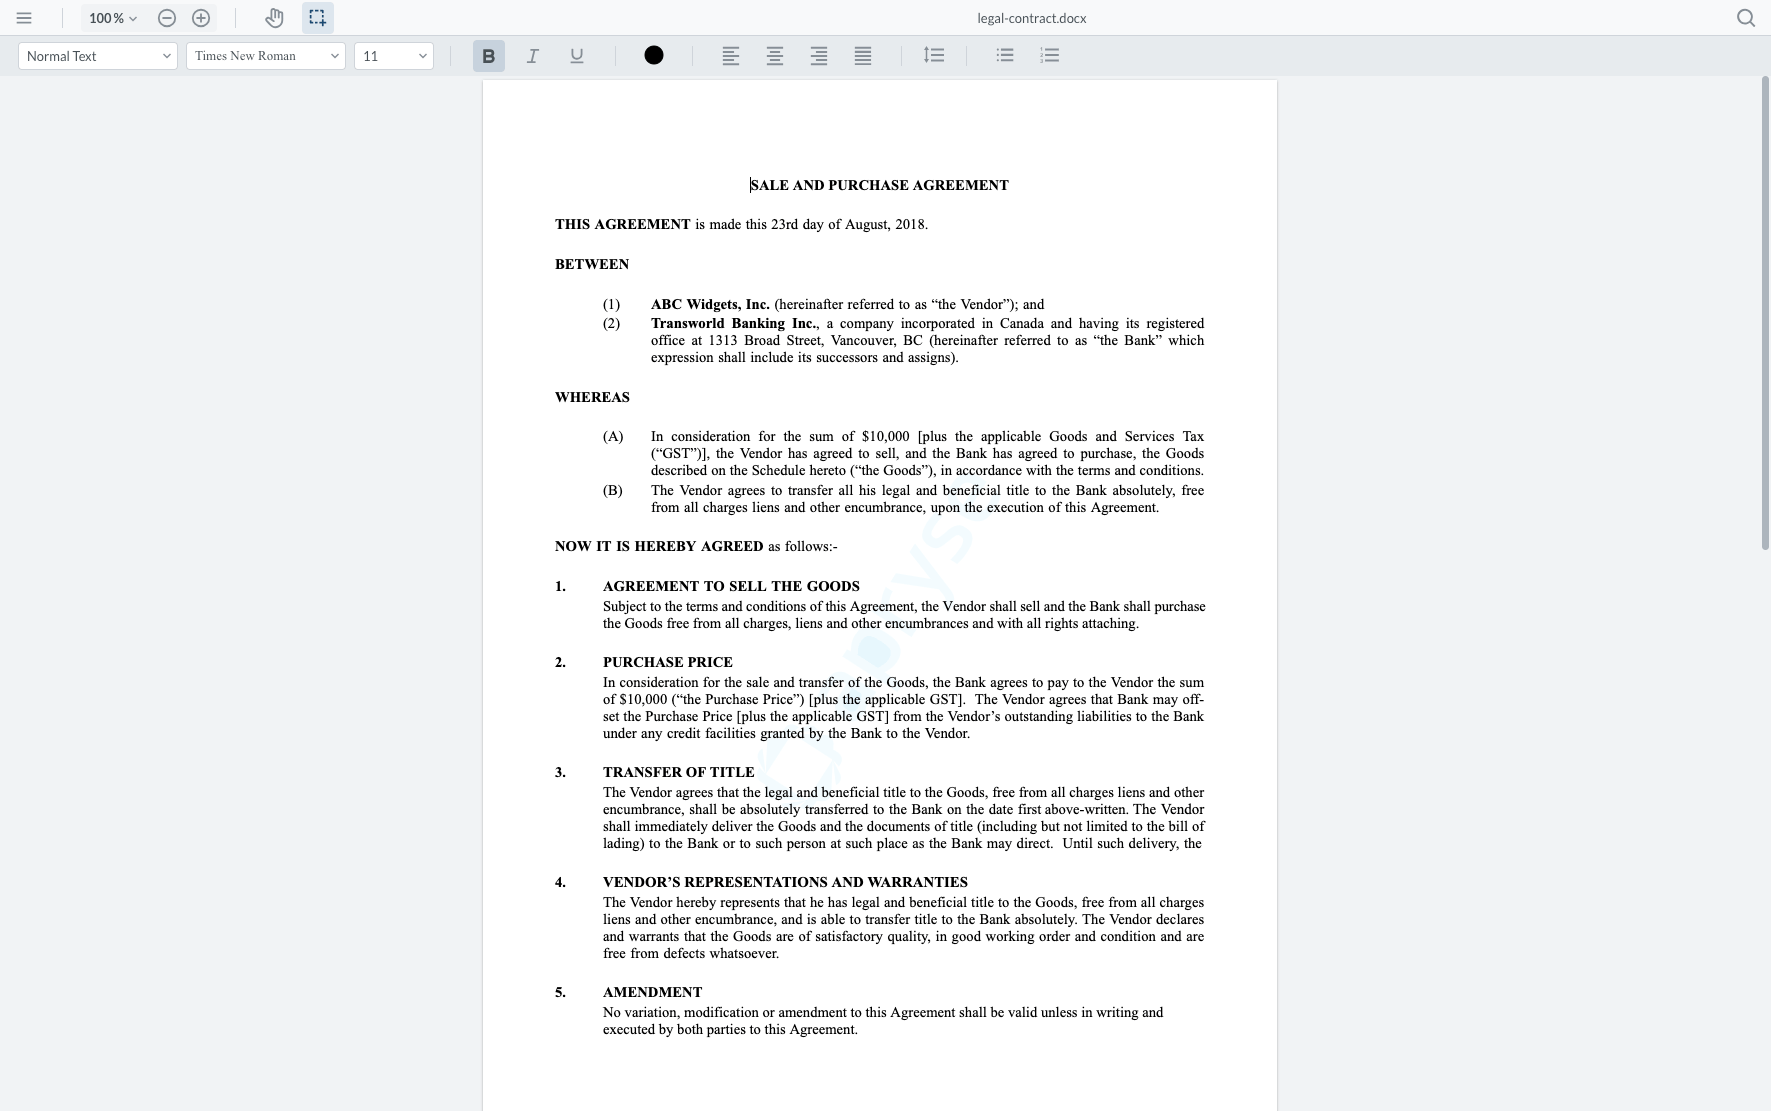 100% legal-contract.docx
Normal Text Times New Roman 11 B I U
SALE AND PURCHASE AGREEMENT
THIS AGREEMENT is made this 23rd day of August, 2018.
BETWEEN
(1) ABC Widgets, Inc. (hereinafter referred to as “the Vendor”); and
(2) Transworld Banking Inc., a company incorporated in Canada and having its registered
office at 1313 Broad Street, Vancouver, BC (hereinafter referred to as “the Bank” which
expression shall include its successors and assigns).
WHEREAS
(A) In consideration for the sum of $10,000 [plus the applicable Goods and Services Tax
(“GST”)], the Vendor has agreed to sell, and the Bank has agreed to purchase, the Goods
described on the Schedule hereto (“the Goods”), in accordance with the terms and conditions.
(B) The Vendor agrees to transfer all his legal and beneficial title to the Bank absolutely, free
from all charges liens and other encumbrance, upon the execution of this Agreement.
NOW IT IS HEREBY AGREED as follows:-
1. AGREEMENT TO SELL THE GOODS
Subject to the terms and conditions of this Agreement, the Vendor shall sell and the Bank shall purchase
the Goods free from all charges, liens and other encumbrances and with all rights attaching.
2. PURCHASE PRICE
In consideration for the sale and transfer of the Goods, the Bank agrees to pay to the Vendor the sum
of $10,000 (“the Purchase Price”) [plus the applicable GST].  The Vendor agrees that Bank may off-
set the Purchase Price [plus the applicable GST] from the Vendor’s outstanding liabilities to the Bank
under any credit facilities granted by the Bank to the Vendor.
3. TRANSFER OF TITLE
The Vendor agrees that the legal and beneficial title to the Goods, free from all charges liens and other
encumbrance, shall be absolutely transferred to the Bank on the date first above-written. The Vendor
shall immediately deliver the Goods and the documents of title (including but not limited to the bill of
lading) to the Bank or to such person at such place as the Bank may direct.  Until such delivery, the
4. VENDOR’S REPRESENTATIONS AND WARRANTIES
The Vendor hereby represents that he has legal and beneficial title to the Goods, free from all charges
liens and other encumbrance, and is able to transfer title to the Bank absolutely. The Vendor declares
and warrants that the Goods are of satisfactory quality, in good working order and condition and are
free from defects whatsoever.
5. AMENDMENT
No variation, modification or amendment to this Agreement shall be valid unless in writing and
executed by both parties to this Agreement.